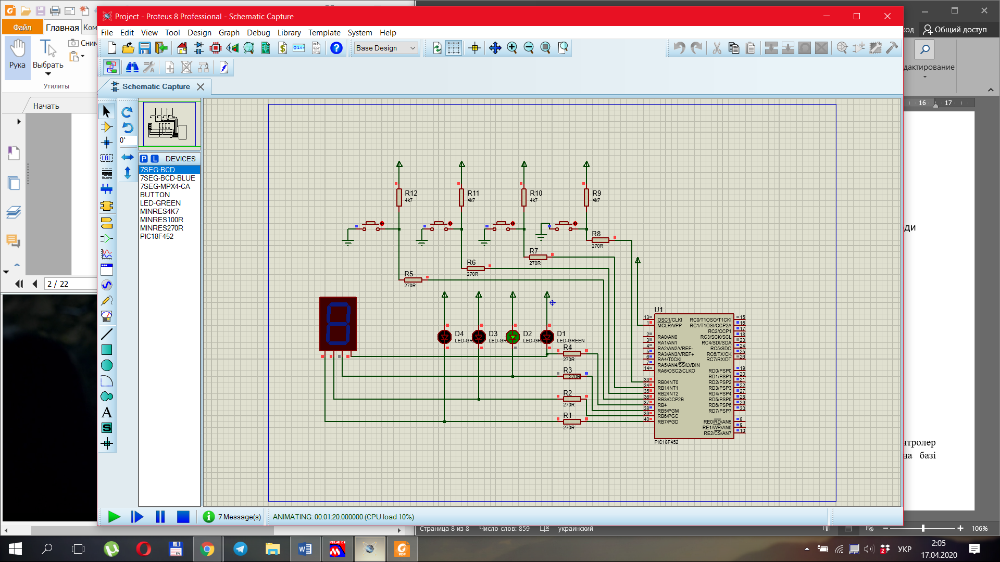 Project - Proteus 8 Professional - Schematic Capture
File Edit View Tool Design Graph Debug Library Template System Help
Base Design
Schematic Capture
Файл
Главная
Ком
Рука
Выбрать
Сним
Утилиты
Начать
2 / 22
0°
LBL
P L DEVICES
7SEG-BCD
7SEG-BCD-BLUE
7SEG-MPX4-CA
BUTTON
LED-GREEN
MINRES4K7
MINRES100R
MINRES270R
PIC18F452
A
S
R12
4k7
R11
4k7
R10
4k7
R9
4k7
R8
270R
R7
270R
R6
270R
R5
270R
D4
LED-GR
D3
LED-GR
D2
LED-GR
D1
LED-GREEN
R4
270R
R3
270R
R2
270R
R1
270R
U1
13 OSC1/CLKI RC0/T1OSO/T1CKI 15
1 MCLR/VPP RC1/T1OSI/CCP2A 16
RC2/CCP1 17
2 RA0/AN0 RC3/SCK/SCL 18
3 RA1/AN1 RC4/SDI/SDA 23
4 RA2/AN2/VREF- RC5/SDO 24
5 RA3/AN3/VREF+ RC6/TX/CK 25
6 RA4/T0CKI RC7/RX/DT 26
7 RA5/AN4/SS/LVDIN
14 RA6/OSC2/CLKO RD0/PSP0 19
RD1/PSP1 20
33 RB0/INT0 RD2/PSP2 21
34 RB1/INT1 RD3/PSP3 22
35 RB2/INT2 RD4/PSP4 27
36 RB3/CCP2B RD5/PSP5 28
37 RB4 RD6/PSP6 29
38 RB5/PGM RD7/PSP7 30
39 RB6/PGC
40 RB7/PGD RE0/RD/AN5 8
RE1/WR/AN6 9
RE2/CS/AN7 10
PIC18F452
7 Message(s)
ANIMATING: 00:01:20.000000 (CPU load 10%)
ход
Общий доступ
дактирование
16 17
оди
нтролер
на базі
Страница 8 из 8 Число слов: 859 украинский
106%
УКР
2:05
17.04.2020